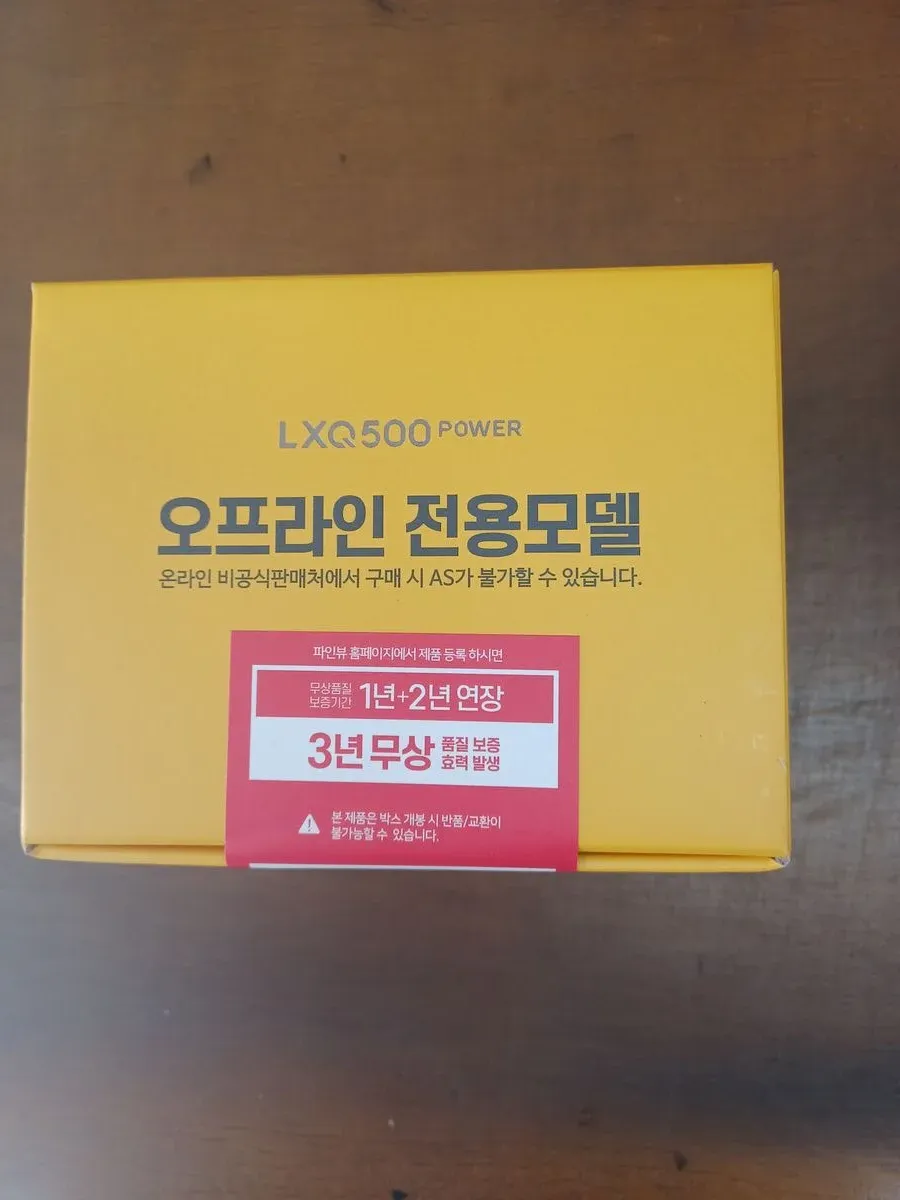 LXQ500 POWER
오프라인 전용모델
온라인 비공식판매처에서 구매 시 AS가 불가할 수 있습니다.
파인뷰 홈페이지에서 제품 등록 하시면
무상품질
보증기간 1년+2년 연장
3년 무상 품질 보증
효력 발생
본 제품은 박스 개봉 시 반품/교환이
불가능할 수 있습니다.